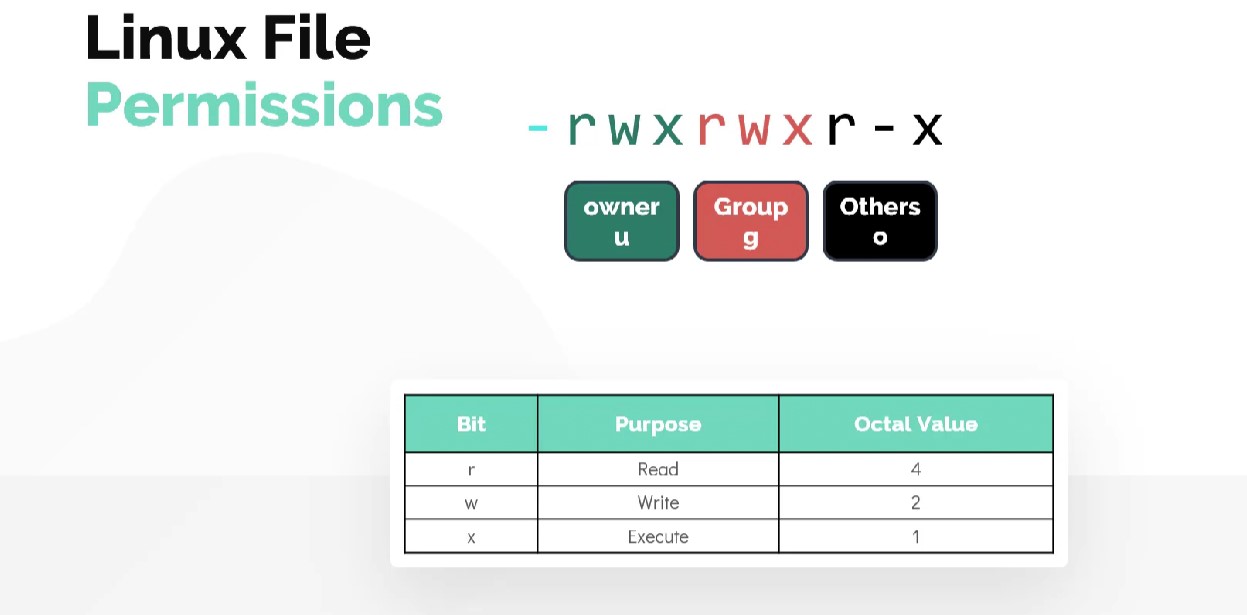 Linux File
Permissions
-rwxrwxr-x
owner Group Others
u g o
Bit Purpose Octal Value
r Read 4
w Write 2
x Execute 1